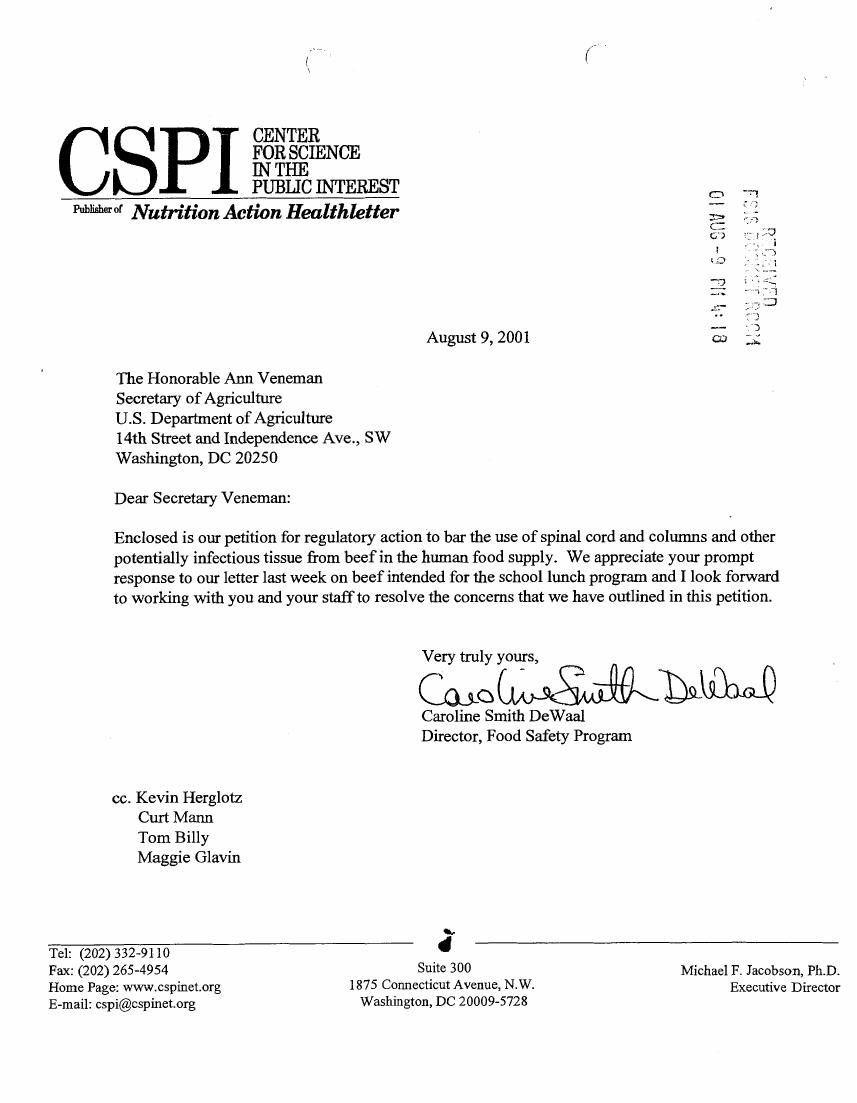 CSPI
CENTER
FOR SCIENCE
IN THE
PUBLIC INTEREST
Publisher of Nutrition Action Healthletter
RECEIVED
FSIS DOCKET ROOM
01 AUG -9 PM 4:18
August 9, 2001
The Honorable Ann Veneman
Secretary of Agriculture
U.S. Department of Agriculture
14th Street and Independence Ave., SW
Washington, DC 20250
Dear Secretary Veneman:
Enclosed is our petition for regulatory action to bar the use of spinal cord and columns and other
potentially infectious tissue from beef in the human food supply. We appreciate your prompt
response to our letter last week on beef intended for the school lunch program and I look forward
to working with you and your staff to resolve the concerns that we have outlined in this petition.
Very truly yours,
Caroline Smith DeWaal
Caroline Smith DeWaal
Director, Food Safety Program
cc. Kevin Herglotz
Curt Mann
Tom Billy
Maggie Glavin
Tel: (202) 332-9110
Fax: (202) 265-4954
Home Page: www.cspinet.org
E-mail: cspi@cspinet.org
Suite 300
1875 Connecticut Avenue, N.W.
Washington, DC 20009-5728
Michael F. Jacobson, Ph.D.
Executive Director